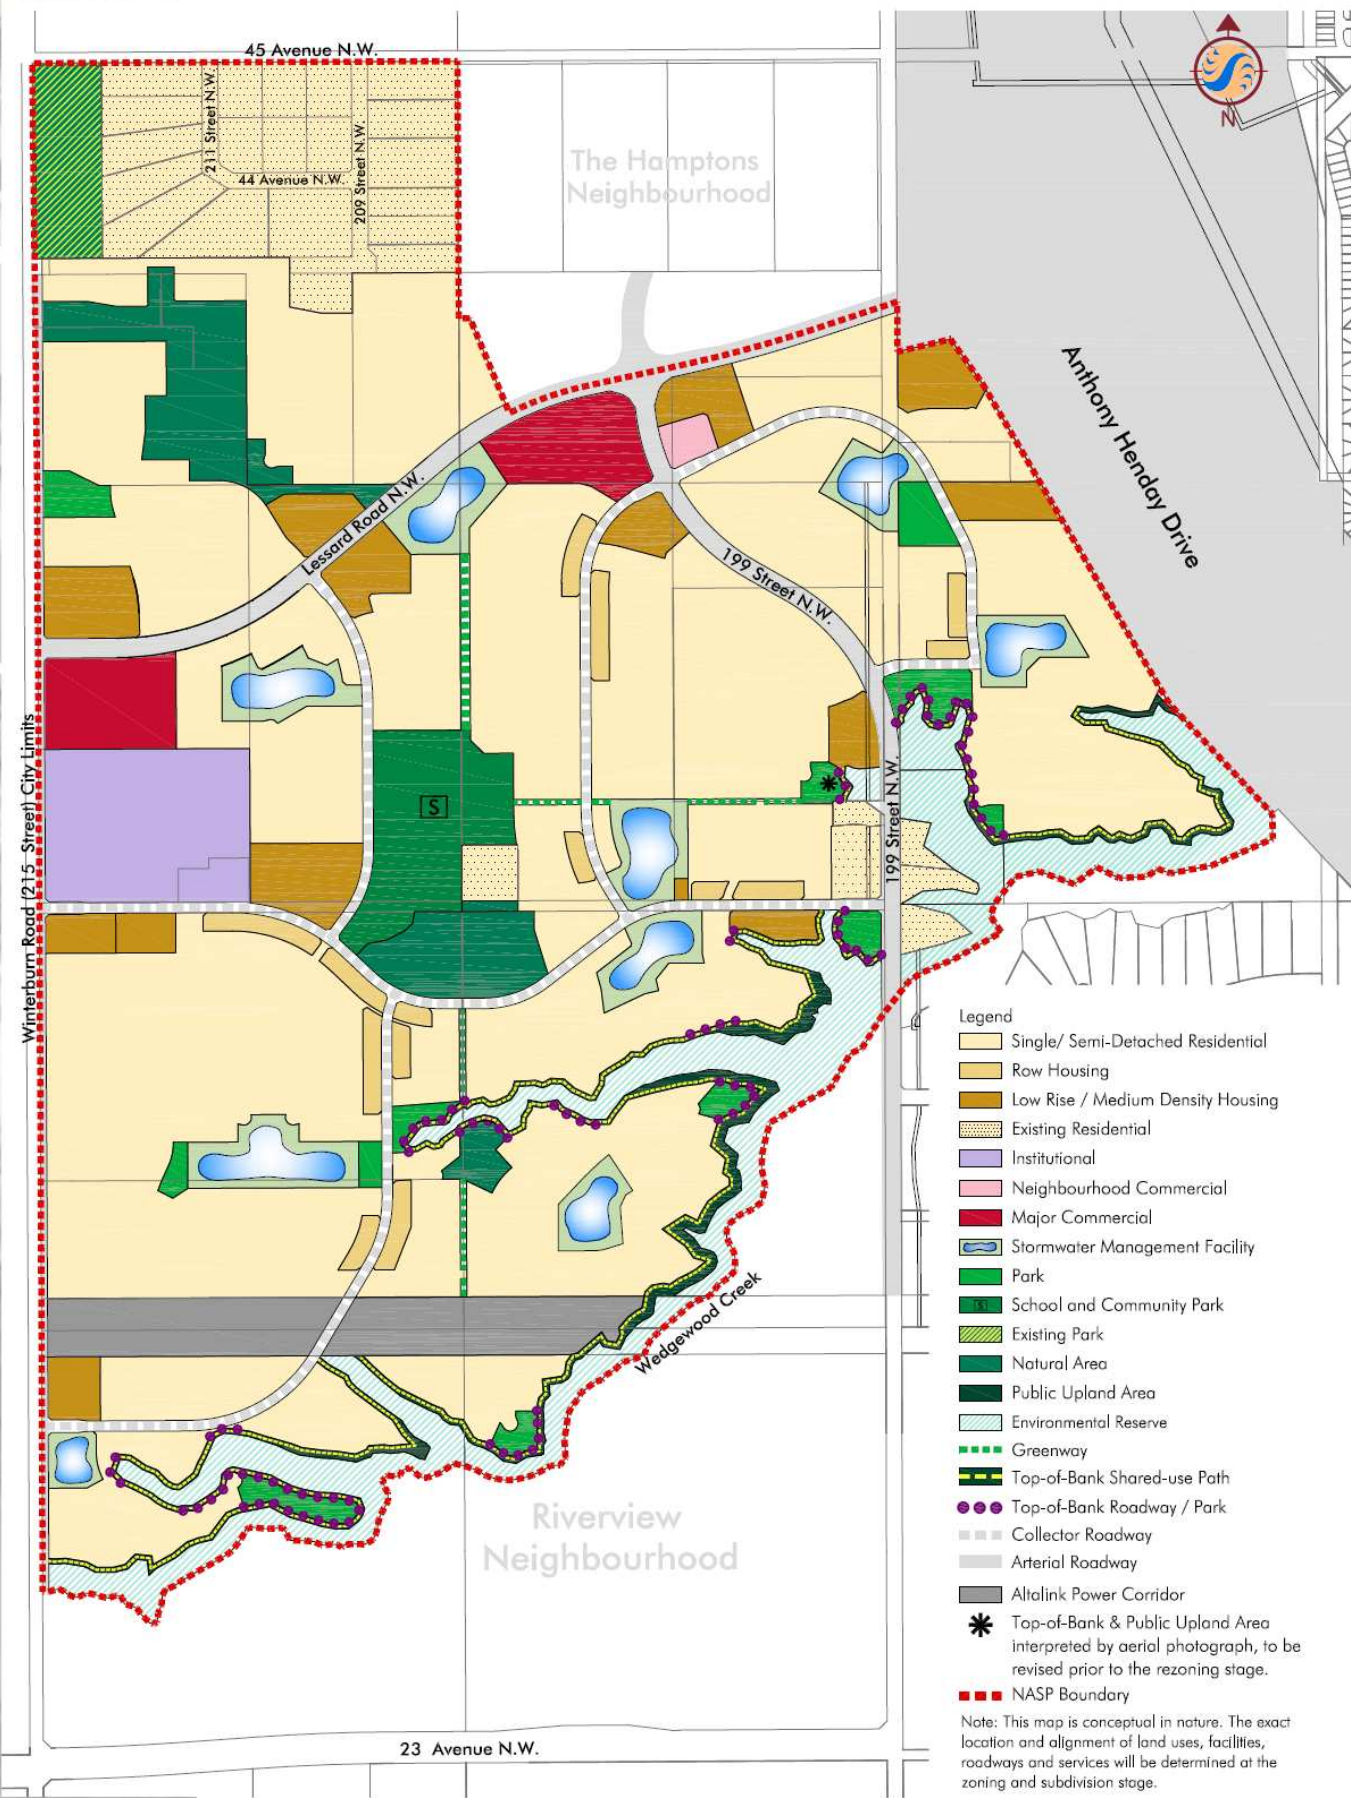 45 Avenue N.W.
N
211 Street N.W.
209 Street N.W.
44 Avenue N.W.
The Hamptons
Neighbourhood
Anthony Henday Drive
Lessard Road N.W.
199 Street N.W.
Winterburn Road (215 Street) City Limits
S
199 Street N.W.
Wedgewood Creek
Riverview
Neighbourhood
23 Avenue N.W.
Legend
Single/ Semi-Detached Residential
Row Housing
Low Rise / Medium Density Housing
Existing Residential
Institutional
Neighbourhood Commercial
Major Commercial
Stormwater Management Facility
Park
S School and Community Park
Existing Park
Natural Area
Public Upland Area
Environmental Reserve
Greenway
Top-of-Bank Shared-use Path
Top-of-Bank Roadway / Park
Collector Roadway
Arterial Roadway
Altalink Power Corridor
Top-of-Bank & Public Upland Area
interpreted by aerial photograph, to be
revised prior to the rezoning stage.
NASP Boundary
Note: This map is conceptual in nature. The exact
location and alignment of land uses, facilities,
roadways and services will be determined at the
zoning and subdivision stage.